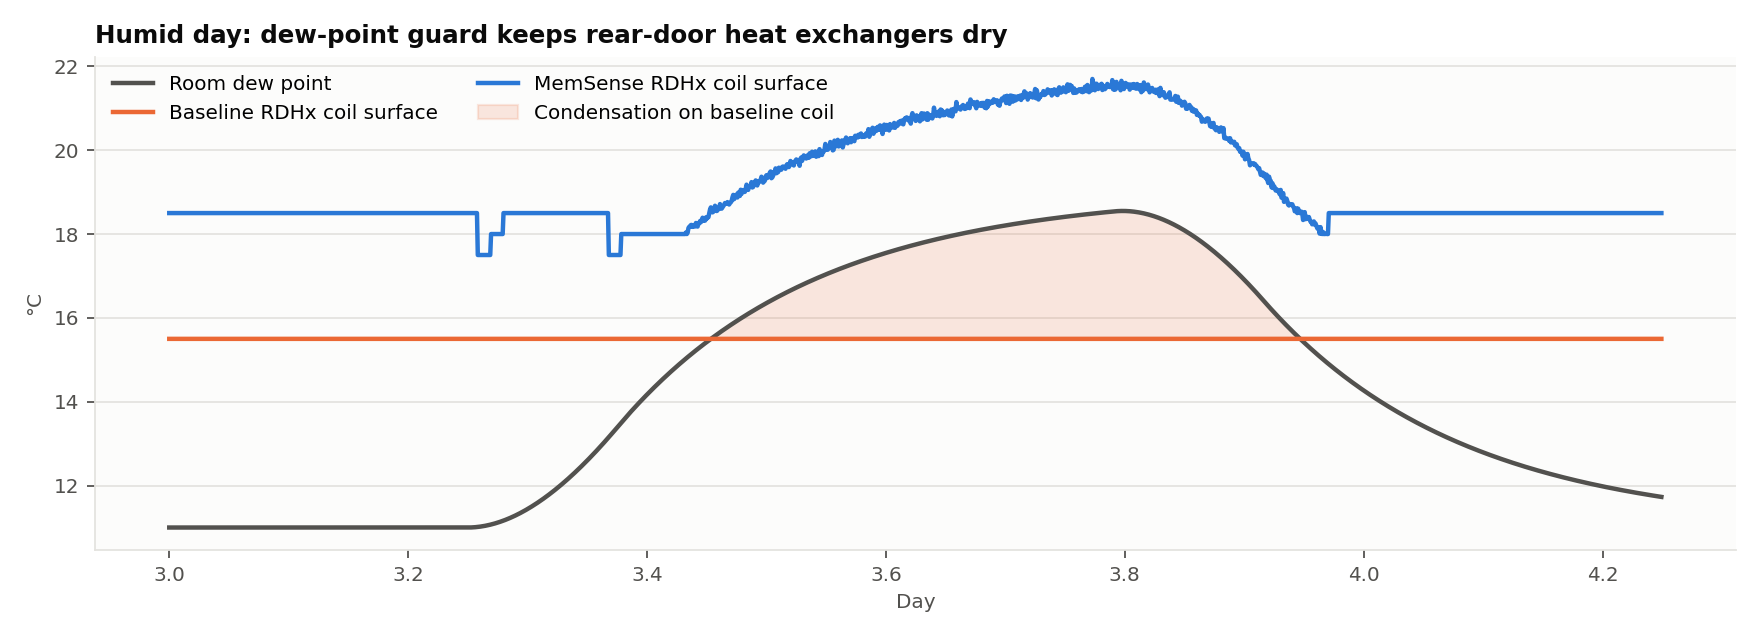 Humid day: dew-point guard keeps rear-door heat exchangers dry
Room dew point
Baseline RDHx coil surface
MemSense RDHx coil surface
Condensation on baseline coil
°C
22
20
18
16
14
12
3.0 3.2 3.4 3.6 3.8 4.0 4.2
Day